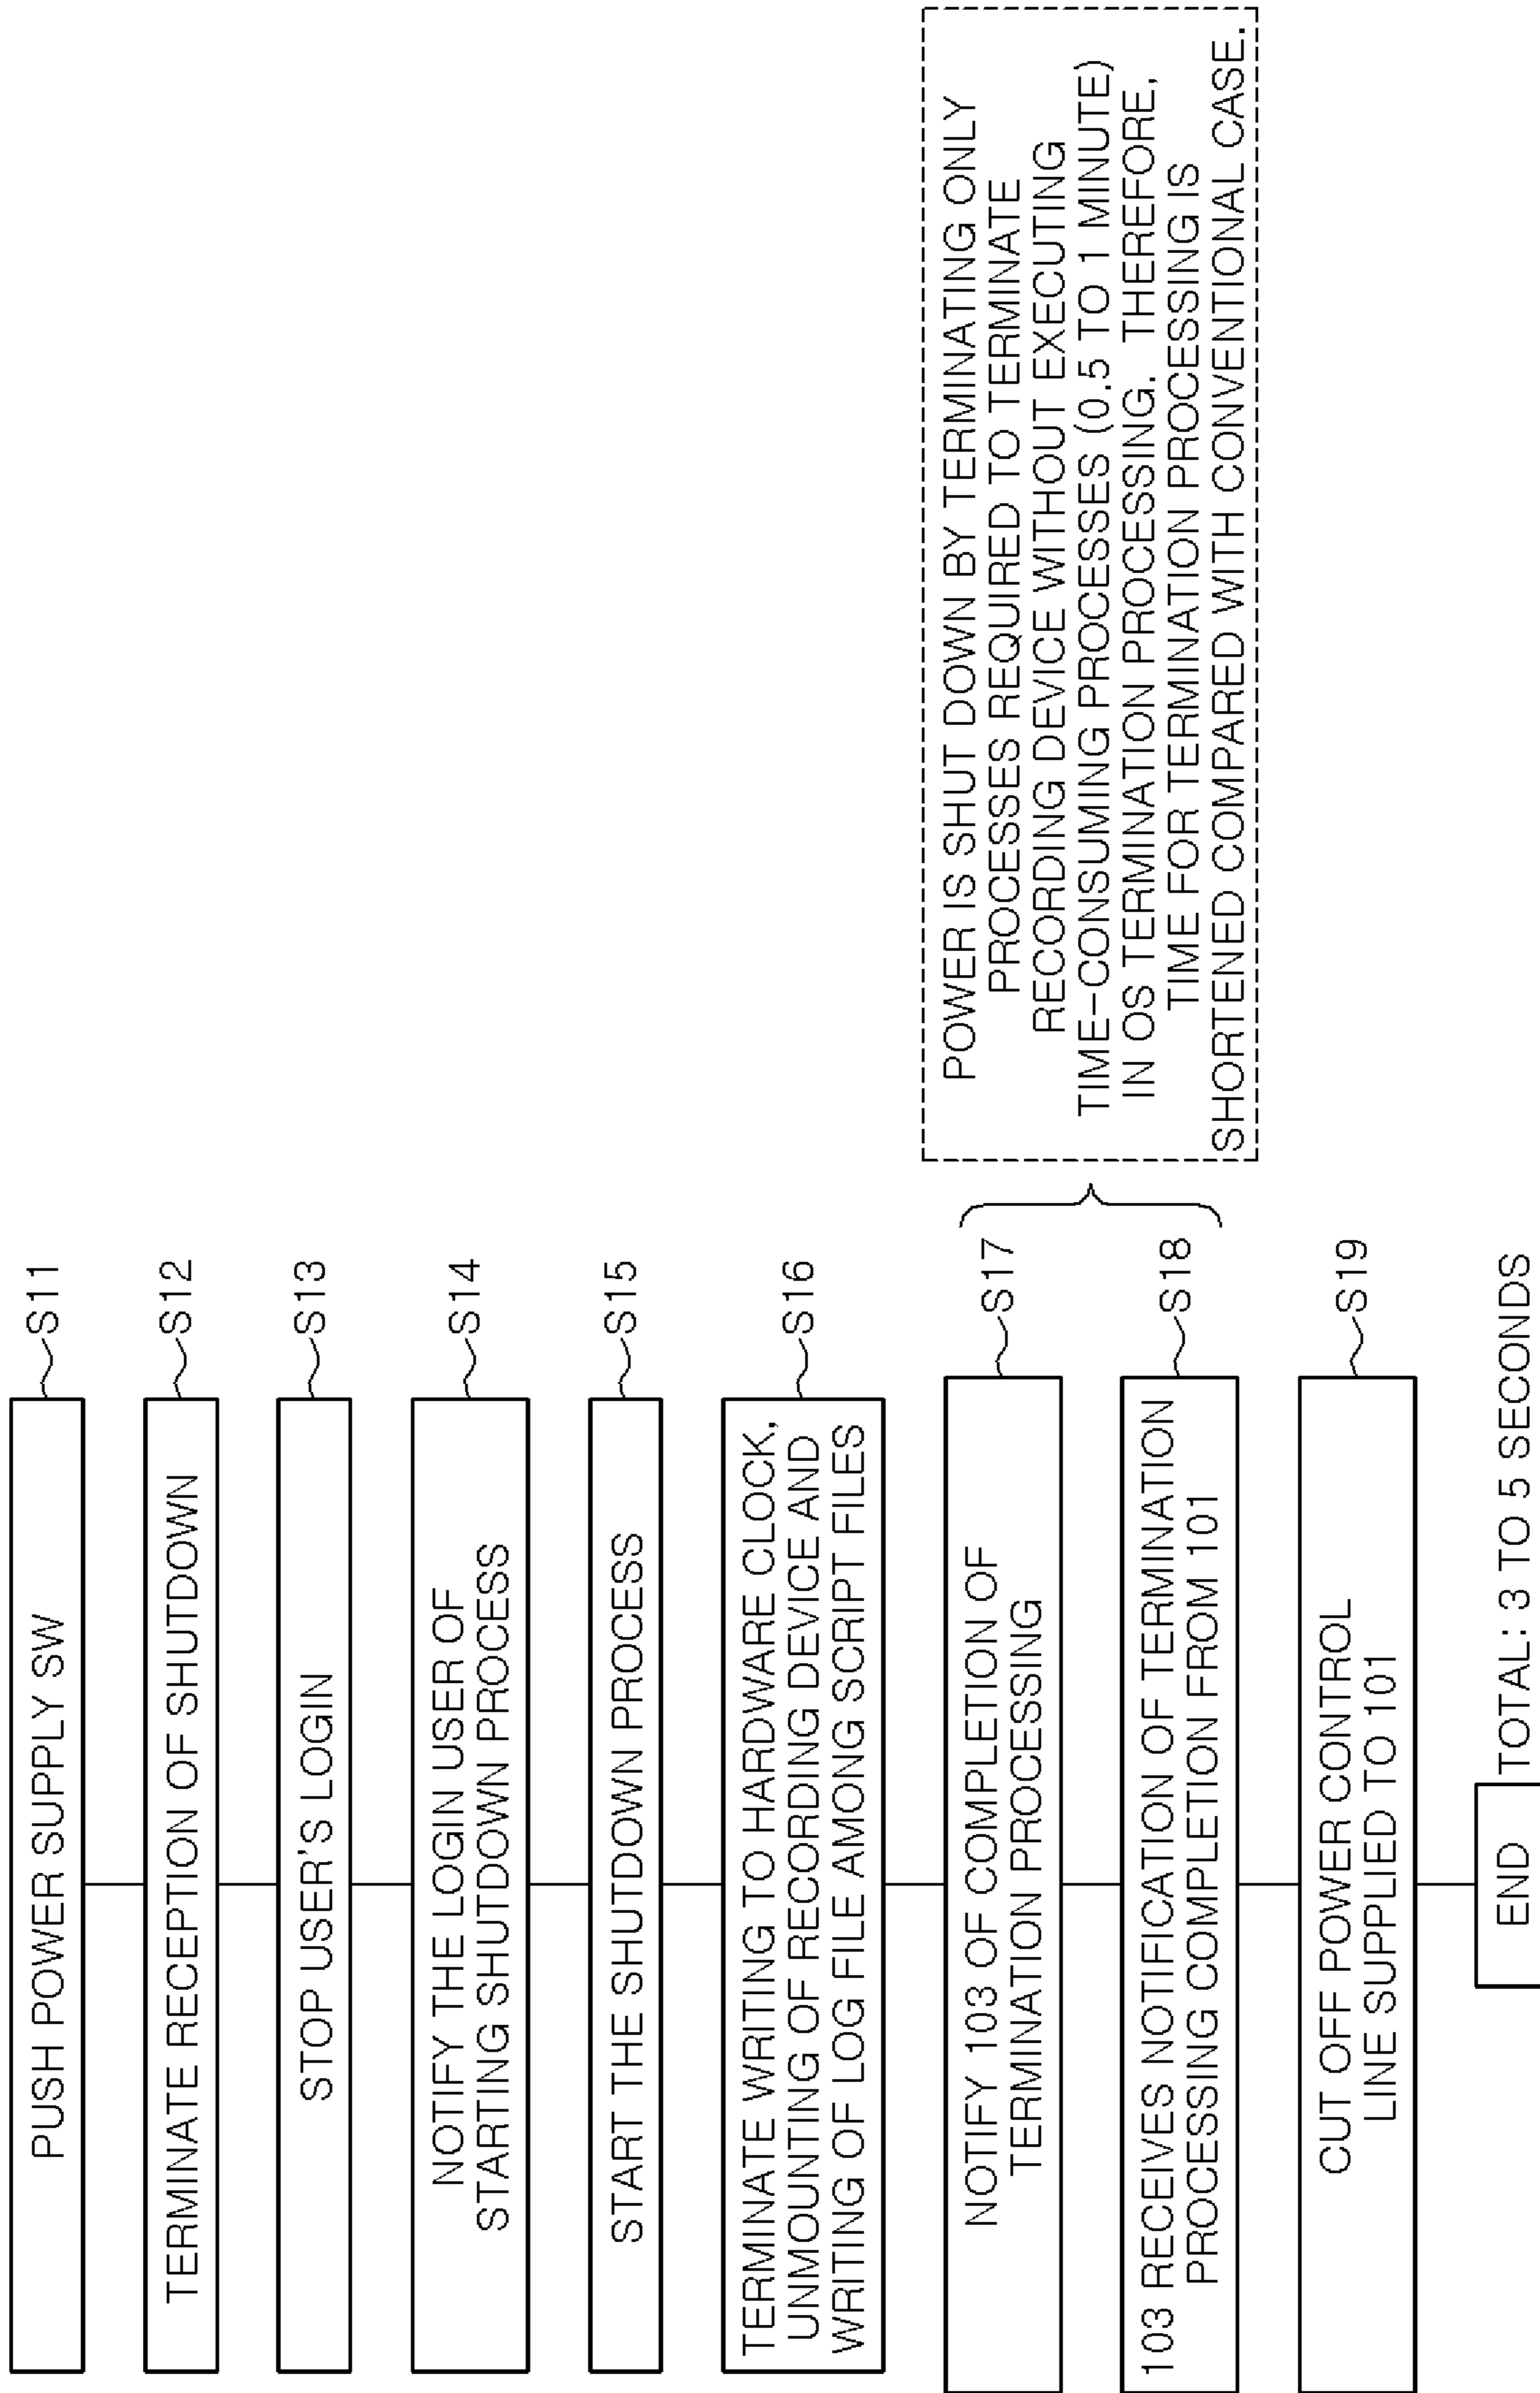 PUSH POWER SUPPLY SW
S11
TERMINATE RECEPTION OF SHUTDOWN
S12
STOP USER'S LOGIN
S13
NOTIFY THE LOGIN USER OF
STARTING SHUTDOWN PROCESS
S14
START THE SHUTDOWN PROCESS
S15
TERMINATE WRITING TO HARDWARE CLOCK,
UNMOUNTING OF RECORDING DEVICE AND
WRITING OF LOG FILE AMONG SCRIPT FILES
S16
NOTIFY 103 OF COMPLETION OF
TERMINATION PROCESSING
S17
103 RECEIVES NOTIFICATION OF TERMINATION
PROCESSING COMPLETION FROM 101
S18
POWER IS SHUT DOWN BY TERMINATING ONLY
PROCESSES REQUIRED TO TERMINATE
RECORDING DEVICE WITHOUT EXECUTING
TIME-CONSUMING PROCESSES (0.5 TO 1 MINUTE)
IN OS TERMINATION PROCESSING. THEREFORE,
TIME FOR TERMINATION PROCESSING IS
SHORTENED COMPARED WITH CONVENTIONAL CASE.
CUT OFF POWER CONTROL
LINE SUPPLIED TO 101
S19
END
TOTAL: 3 TO 5 SECONDS